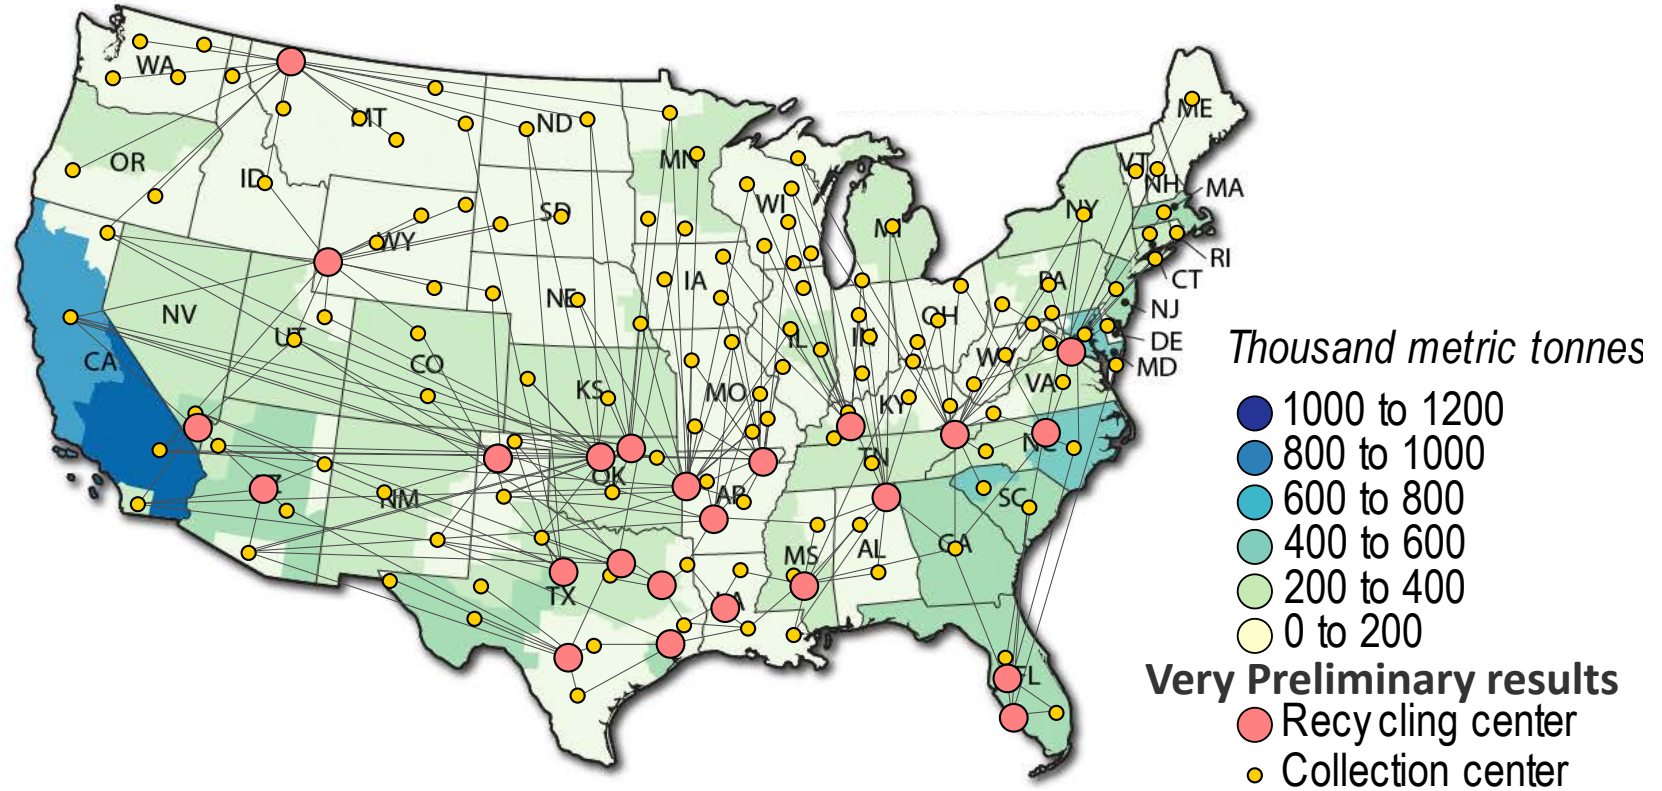 WA
MT
ND
MN
ME
OR
ID
SD
WI
MI
VT
NH
MA
NY
WY
RI
IA
PA
CT
NV
NE
OH
NJ
UT
IL
IN
DE
CA
CO
MD
KS
MO
KY
VA
NC
TN
OK
NM
AR
SC
MS
AL
GA
TX
LA
FL
Thousand metric tonnes
1000 to 1200
800 to 1000
600 to 800
400 to 600
200 to 400
0 to 200
Very Preliminary results
Recycling center
Collection center